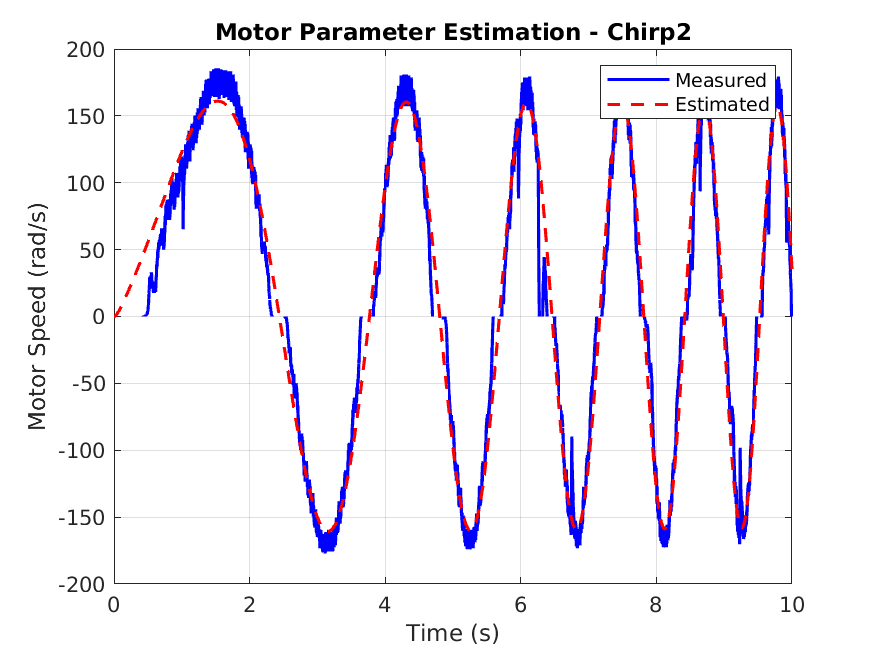 Motor Parameter Estimation - Chirp2
Measured
Estimated
200
150
100
50
0
-50
-100
-150
-200
Motor Speed (rad/s)
0 2 4 6 8 10
Time (s)